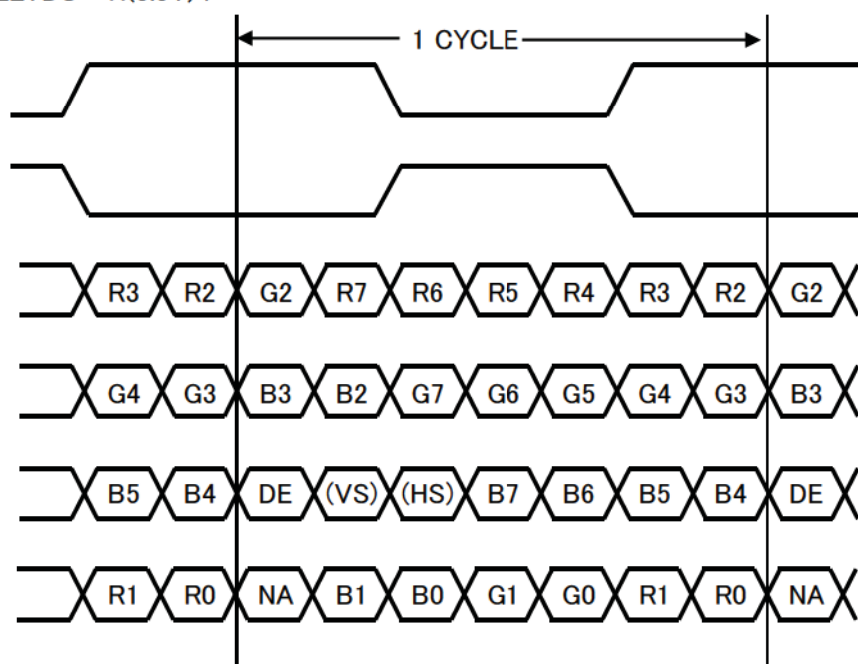 1 CYCLE
R3 R2 G2 R7 R6 R5 R4 R3 R2 G2
G4 G3 B3 B2 G7 G6 G5 G4 G3 B3
B5 B4 DE (VS) (HS) B7 B6 B5 B4 DE
R1 R0 NA B1 B0 G1 G0 R1 R0 NA